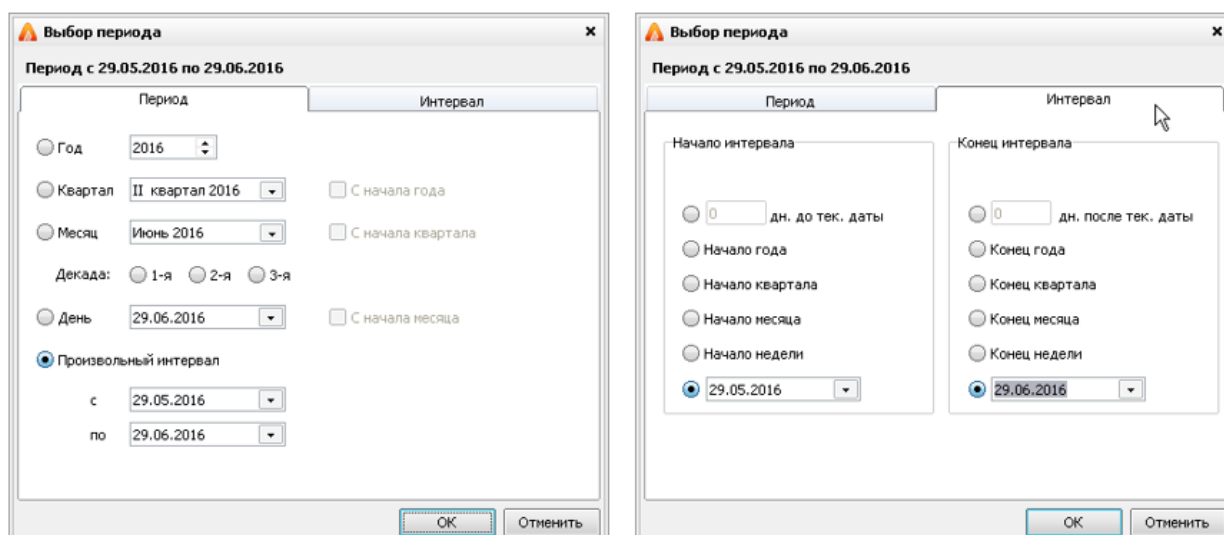 Выбор периода
Период с 29.05.2016 по 29.06.2016
Период
Интервал
Год
2016
Квартал
II квартал 2016
С начала года
Месяц
Июнь 2016
С начала квартала
Декада: 1-я 2-я 3-я
День
29.06.2016
С начала месяца
Произвольный интервал
с
29.05.2016
по
29.06.2016
ОК
Отменить
Выбор периода
Период с 29.05.2016 по 29.06.2016
Период
Интервал
Начало интервала
0 дн. до тек. даты
Начало года
Начало квартала
Начало месяца
Начало недели
29.05.2016
Конец интервала
0 дн. после тек. даты
Конец года
Конец квартала
Конец месяца
Конец недели
29.06.2016
ОК
Отменить